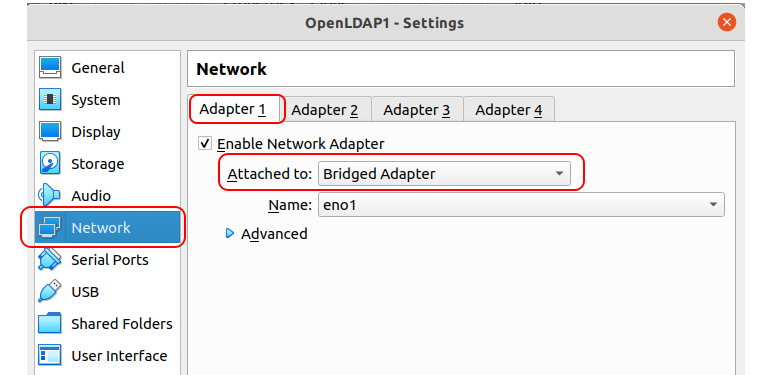 OpenLDAP1 - Settings
General
System
Display
Storage
Audio
Network
Serial Ports
USB
Shared Folders
User Interface
Network
Adapter 1 Adapter 2 Adapter 3 Adapter 4
Enable Network Adapter
Attached to: Bridged Adapter
Name: eno1
Advanced